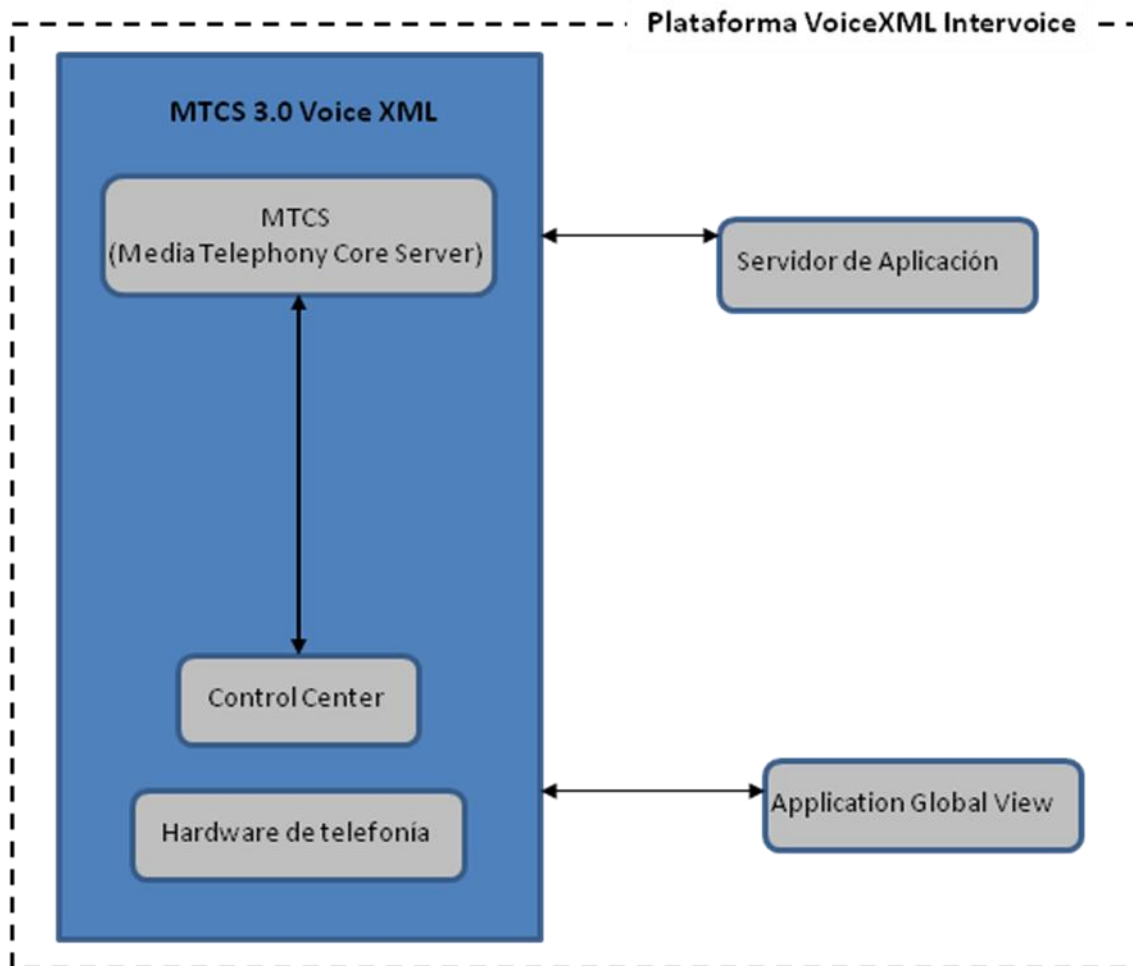 Plataforma VoiceXML Intervoice
MTCS 3.0 Voice XML
MTCS
(Media Telephony Core Server)
Servidor de Aplicación
Control Center
Hardware de telefonía
Application Global View